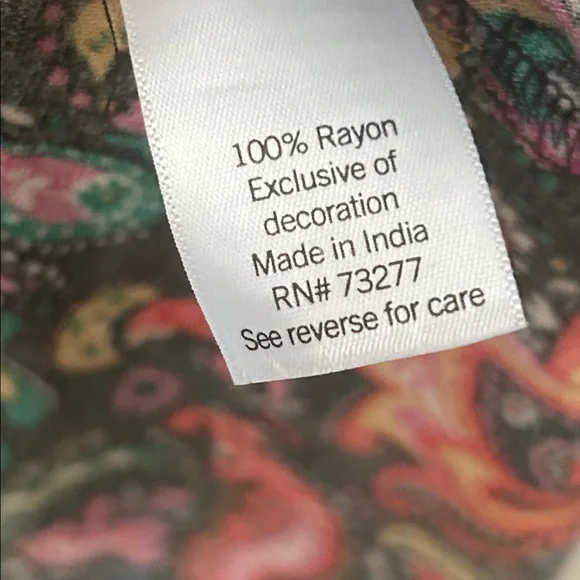 100% Rayon
Exclusive of
decoration
Made in India
RN# 73277
See reverse for care